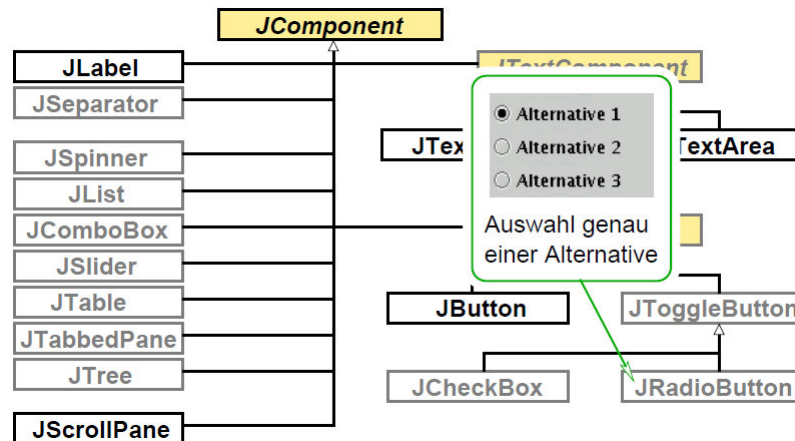 JComponent
JLabel
JTextComponent
JSeparator
Alternative 1
Alternative 2
Alternative 3
JTex
TextArea
JSpinner
JList
Auswahl genau
einer Alternative
JComboBox
JSlider
JTable
JButton
JToggleButton
JTabbedPane
JTree
JCheckBox
JRadioButton
JScrollPane